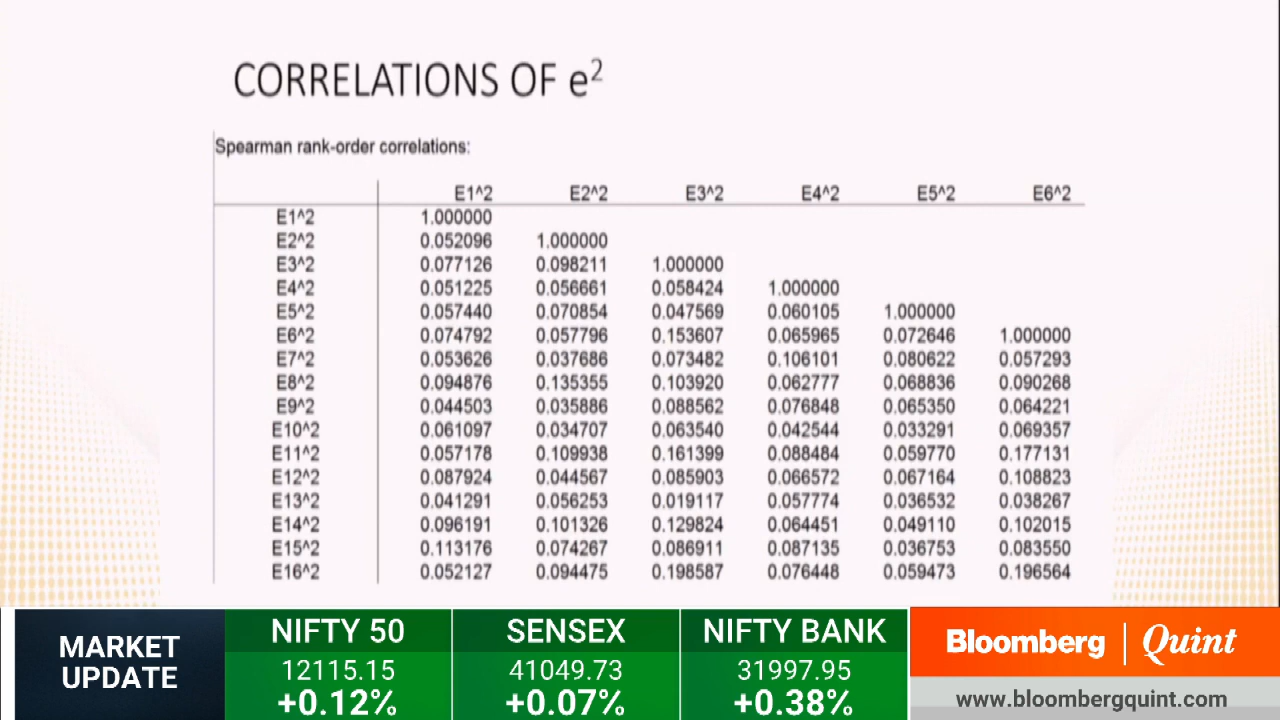 CORRELATIONS OF e²
Spearman rank-order correlations:
E1^2 E2^2 E3^2 E4^2 E5^2 E6^2
E1^2 1.000000
E2^2 0.052096 1.000000
E3^2 0.077126 0.098211 1.000000
E4^2 0.051225 0.056661 0.058424 1.000000
E5^2 0.057440 0.070854 0.047569 0.060105 1.000000
E6^2 0.074792 0.057796 0.153607 0.065965 0.072646 1.000000
E7^2 0.053626 0.037686 0.073482 0.106101 0.080622 0.057293
E8^2 0.094876 0.135355 0.103920 0.062777 0.068836 0.090268
E9^2 0.044503 0.035886 0.088562 0.076848 0.065350 0.064221
E10^2 0.061097 0.034707 0.063540 0.042544 0.033291 0.069357
E11^2 0.057178 0.109938 0.161399 0.088484 0.059770 0.177131
E12^2 0.087924 0.044567 0.085903 0.066572 0.067164 0.108823
E13^2 0.041291 0.056253 0.019117 0.057774 0.036532 0.038267
E14^2 0.096191 0.101326 0.129824 0.064451 0.049110 0.102015
E15^2 0.113176 0.074267 0.086911 0.087135 0.036753 0.083550
E16^2 0.052127 0.094475 0.198587 0.076448 0.059473 0.196564
MARKET UPDATE
NIFTY 50 SENSEX NIFTY BANK
12115.15 41049.73 31997.95
+0.12% +0.07% +0.38%
Bloomberg | Quint
www.bloombergquint.com